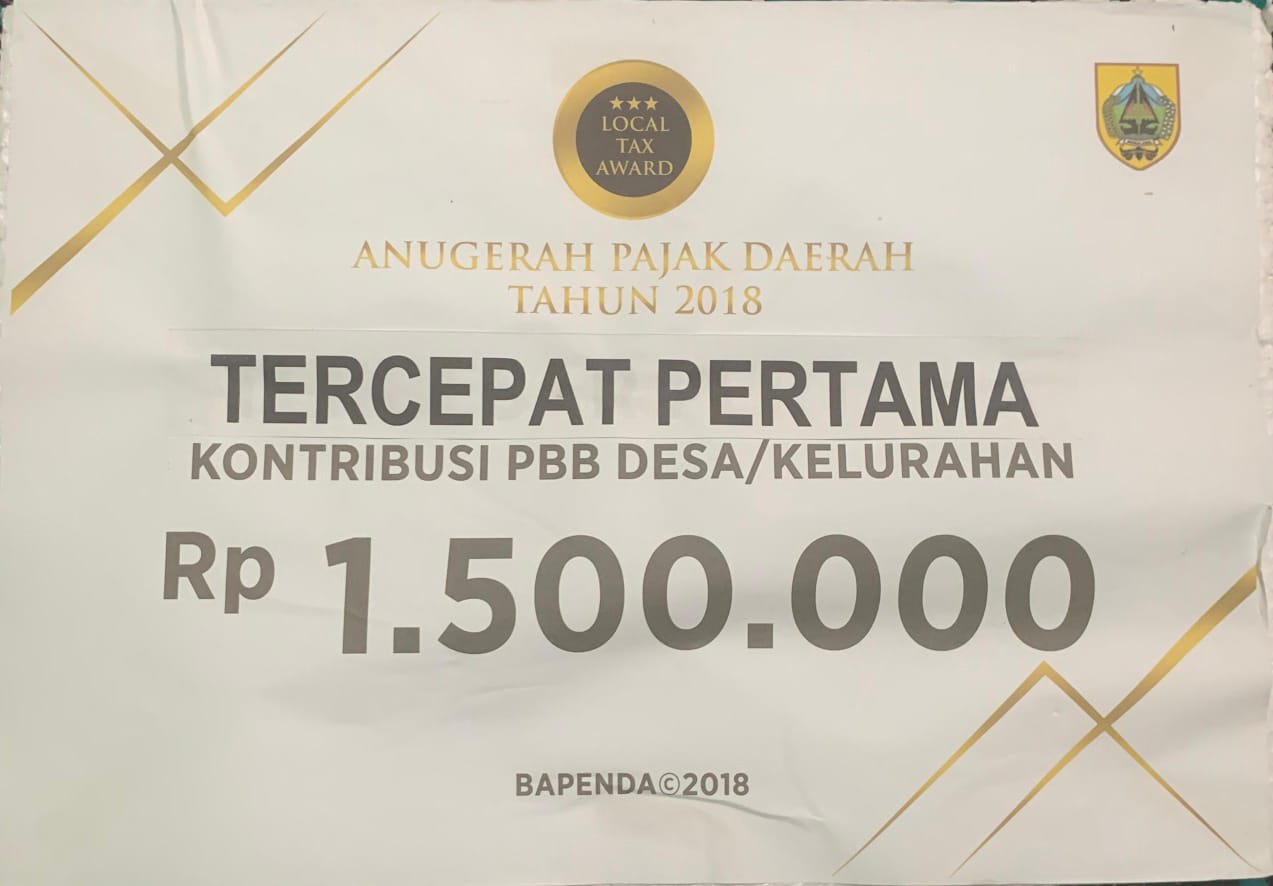 ★★★
LOCAL
TAX
AWARD
ANUGERAH PAJAK DAERAH
TAHUN 2018
TERCEPAT PERTAMA
KONTRIBUSI PBB DESA/KELURAHAN
Rp 1.500.000
BAPENDA©2018